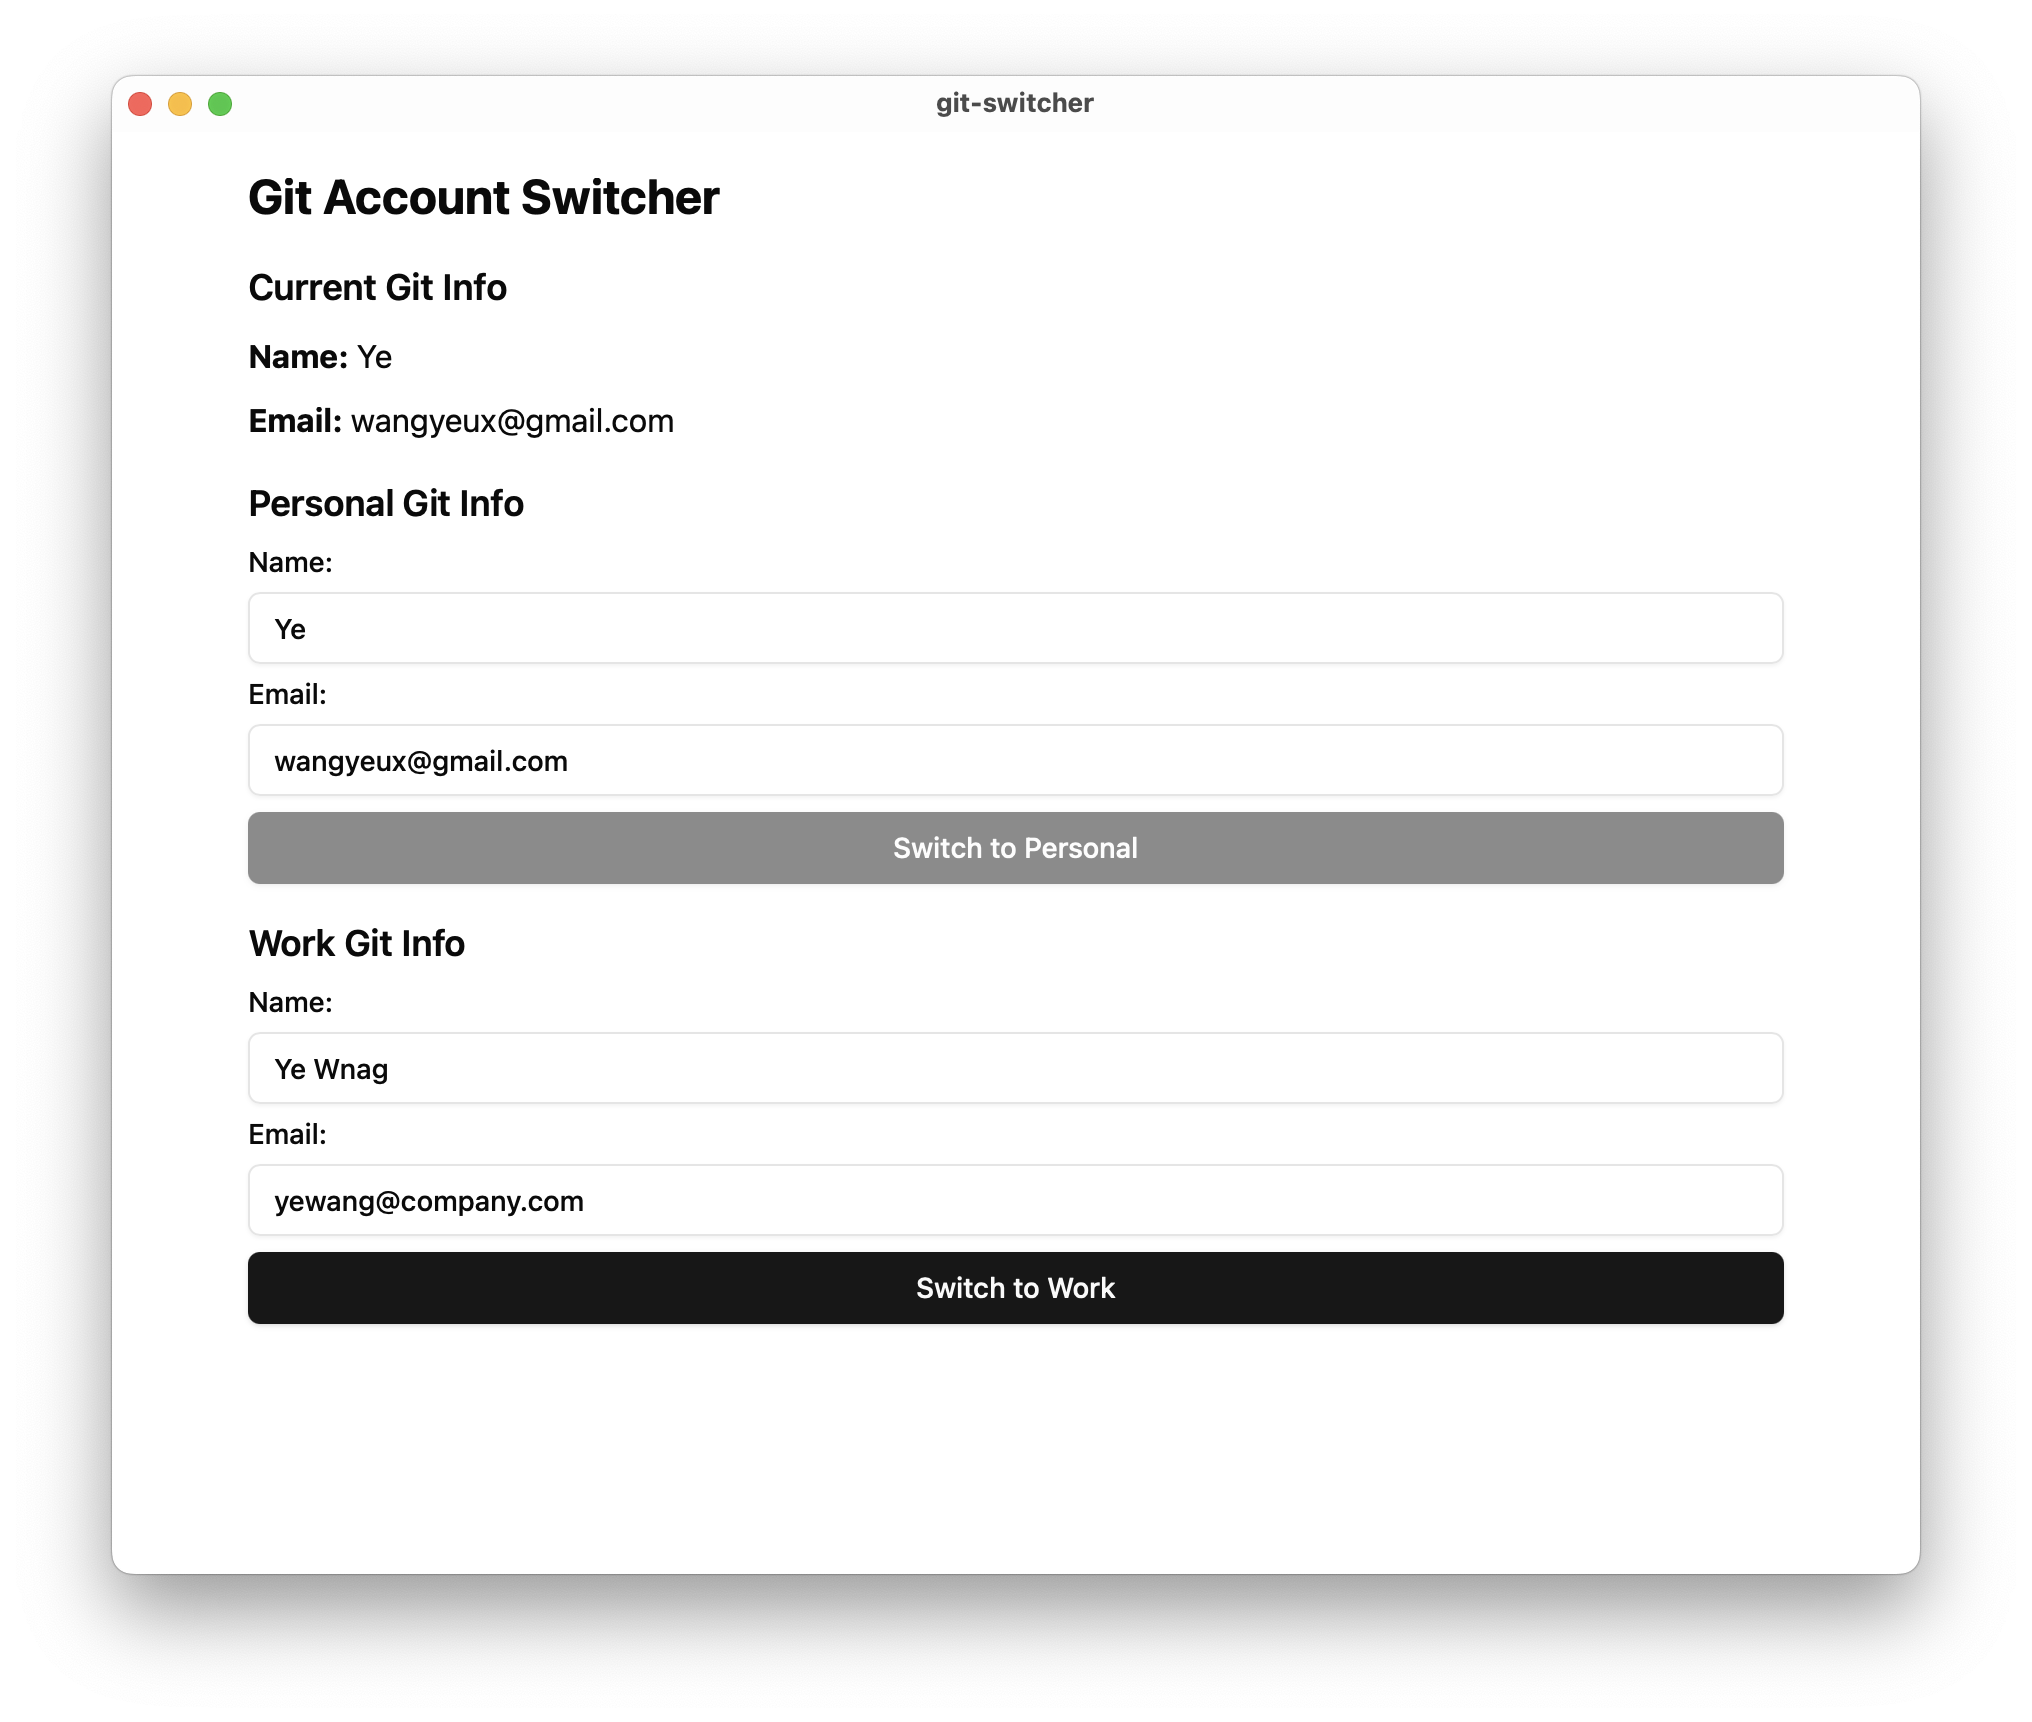 git-switcher
Git Account Switcher
Current Git Info
Name: Ye
Email: wangyeux@gmail.com
Personal Git Info
Name:
Ye
Email:
wangyeux@gmail.com
Switch to Personal
Work Git Info
Name:
Ye Wnag
Email:
yewang@company.com
Switch to Work